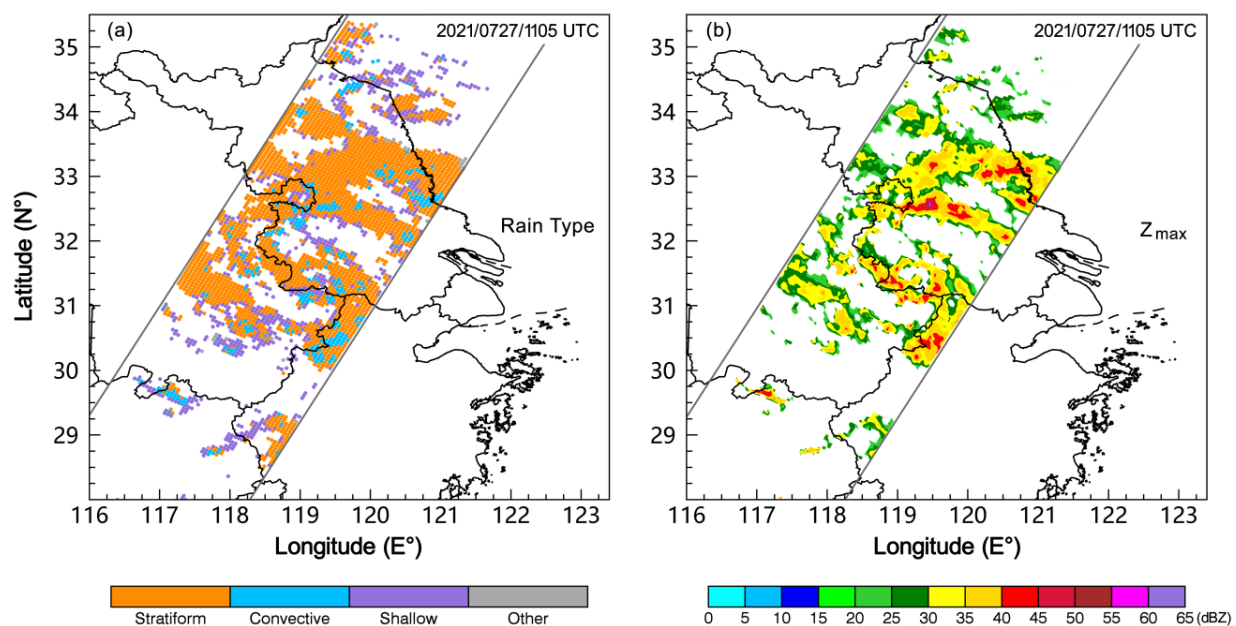 (a) 2021/0727/1105 UTC
35
34
33
32
31
30
29
Latitude (N°)
Rain Type
116 117 118 119 120 121 122 123
Longitude (E°)
Stratiform Convective Shallow Other
(b) 2021/0727/1105 UTC
35
34
33
32
31
30
29
Zmax
116 117 118 119 120 121 122 123
Longitude (E°)
0 5 10 15 20 25 30 35 40 45 50 55 60 65 (dBZ)